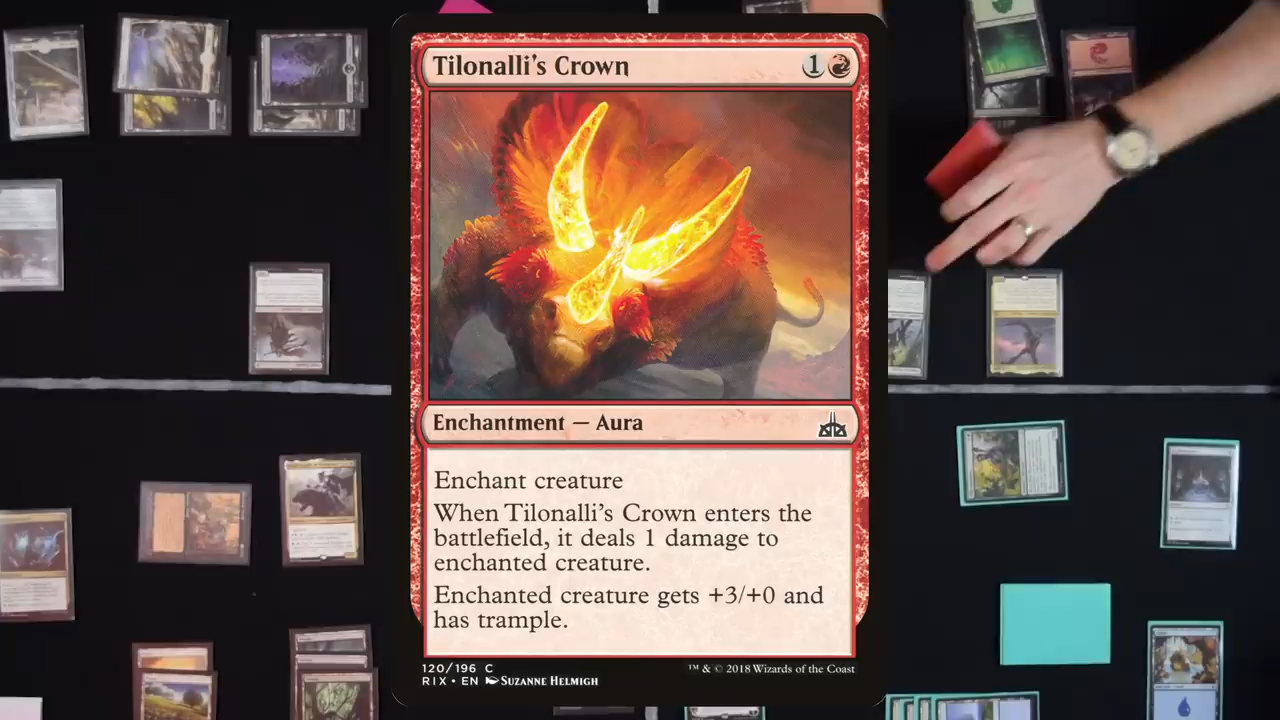 Tilonalli's Crown 1
Enchantment — Aura
Enchant creature
When Tilonalli's Crown enters the
battlefield, it deals 1 damage to
enchanted creature.
Enchanted creature gets +3/+0 and
has trample.
120/196 C
RIX • EN Suzanne Helmigh
™ & © 2018 Wizards of the Coast